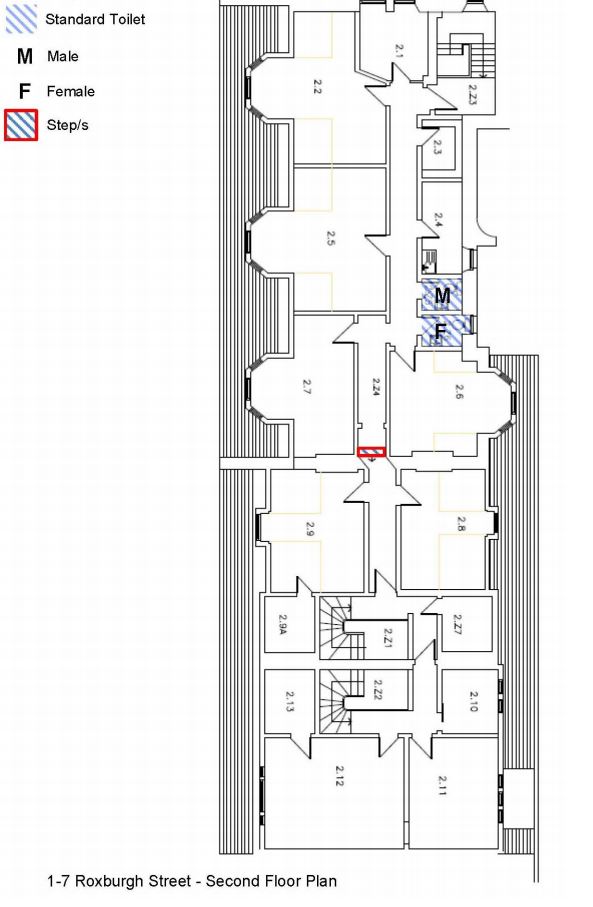 Standard Toilet
M Male
F Female
Step/s
2.1
2.2
2.Z3
2.3
2.4
2.5
M
F
2.7
2.Z4
2.6
2.9
2.8
2.9A
2.Z1
2.Z7
2.13
2.Z2
2.10
2.12
2.11
1-7 Roxburgh Street - Second Floor Plan